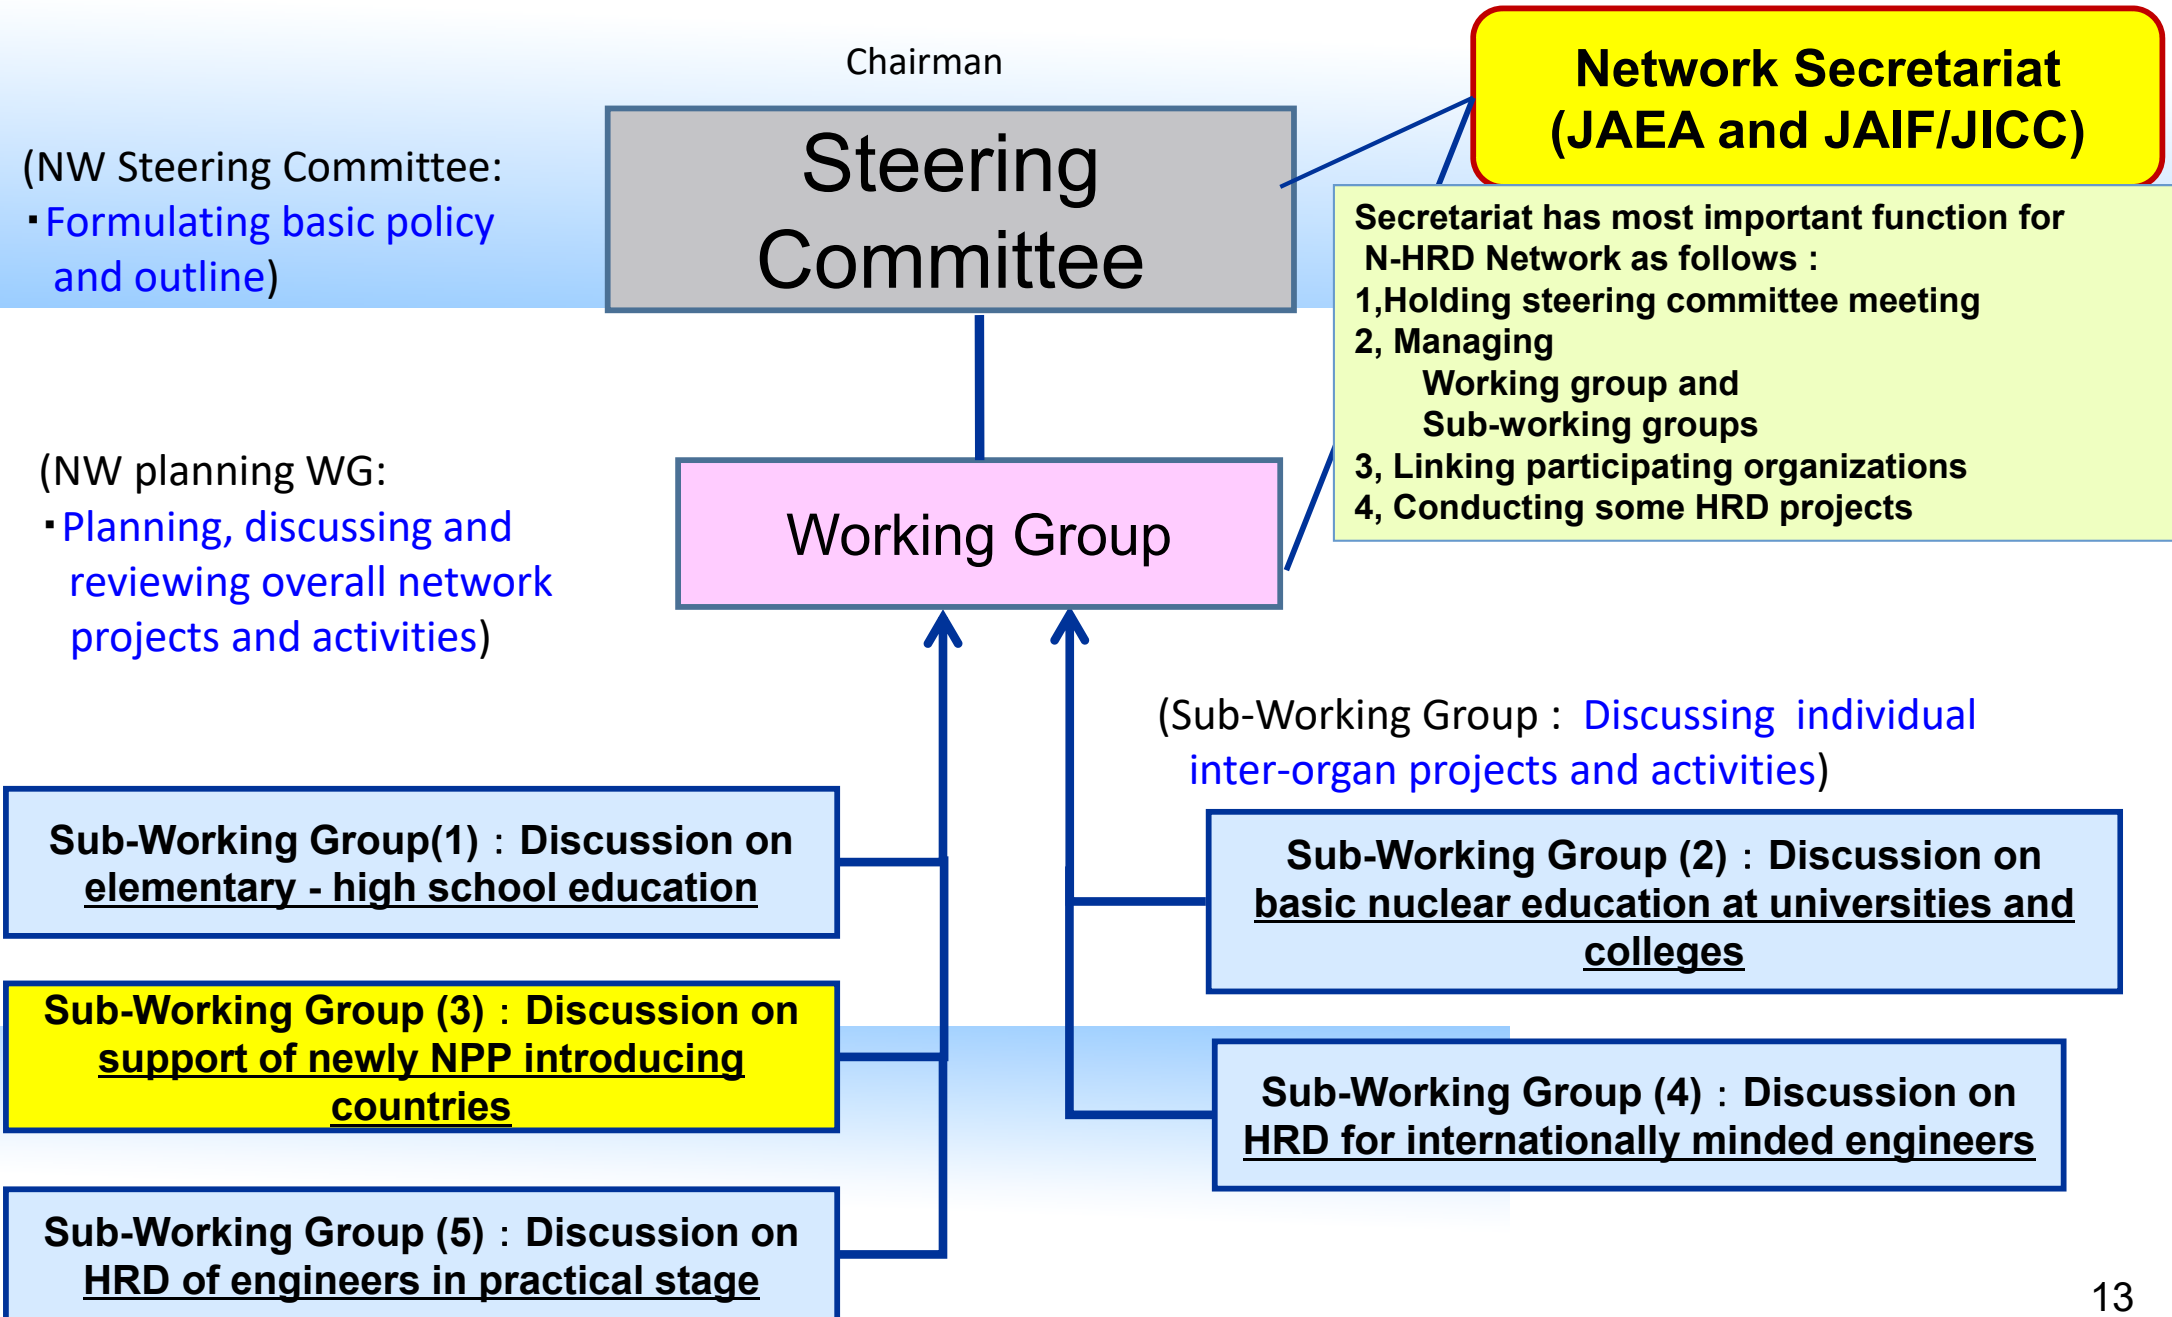 Chairman
Network Secretariat
(JAEA and JAIF/JICC)
Steering
Committee
(NW Steering Committee:
・Formulating basic policy
and outline)
Secretariat has most important function for
N-HRD Network as follows :
1,Holding steering committee meeting
2, Managing
Working group and
Sub-working groups
3, Linking participating organizations
4, Conducting some HRD projects
(NW planning WG:
・Planning, discussing and
reviewing overall network
projects and activities)
Working Group
(Sub-Working Group : Discussing individual
inter-organ projects and activities)
Sub-Working Group(1) : Discussion on
elementary - high school education
Sub-Working Group (2) : Discussion on
basic nuclear education at universities and
colleges
Sub-Working Group (3) : Discussion on
support of newly NPP introducing
countries
Sub-Working Group (4) : Discussion on
HRD for internationally minded engineers
Sub-Working Group (5) : Discussion on
HRD of engineers in practical stage
13